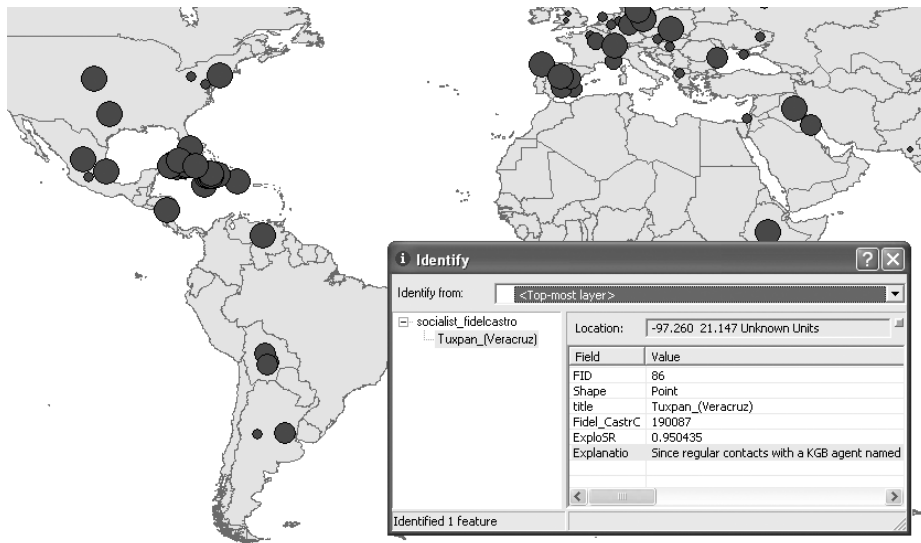 Identify
Identify from: <Top-most layer>
socialist_fidelcastro
Tuxpan_(Veracruz)
Location: -97.260 21.147 Unknown Units
Field Value
FID 86
Shape Point
title Tuxpan_(Veracruz)
Fidel_CastrC 190087
ExploSR 0.950435
Explanatio Since regular contacts with a KGB agent named
Identified 1 feature